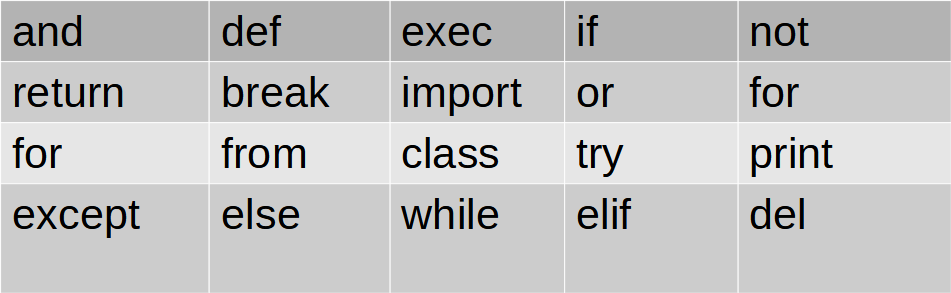 and def exec if not
return break import or for
for from class try print
except else while elif del